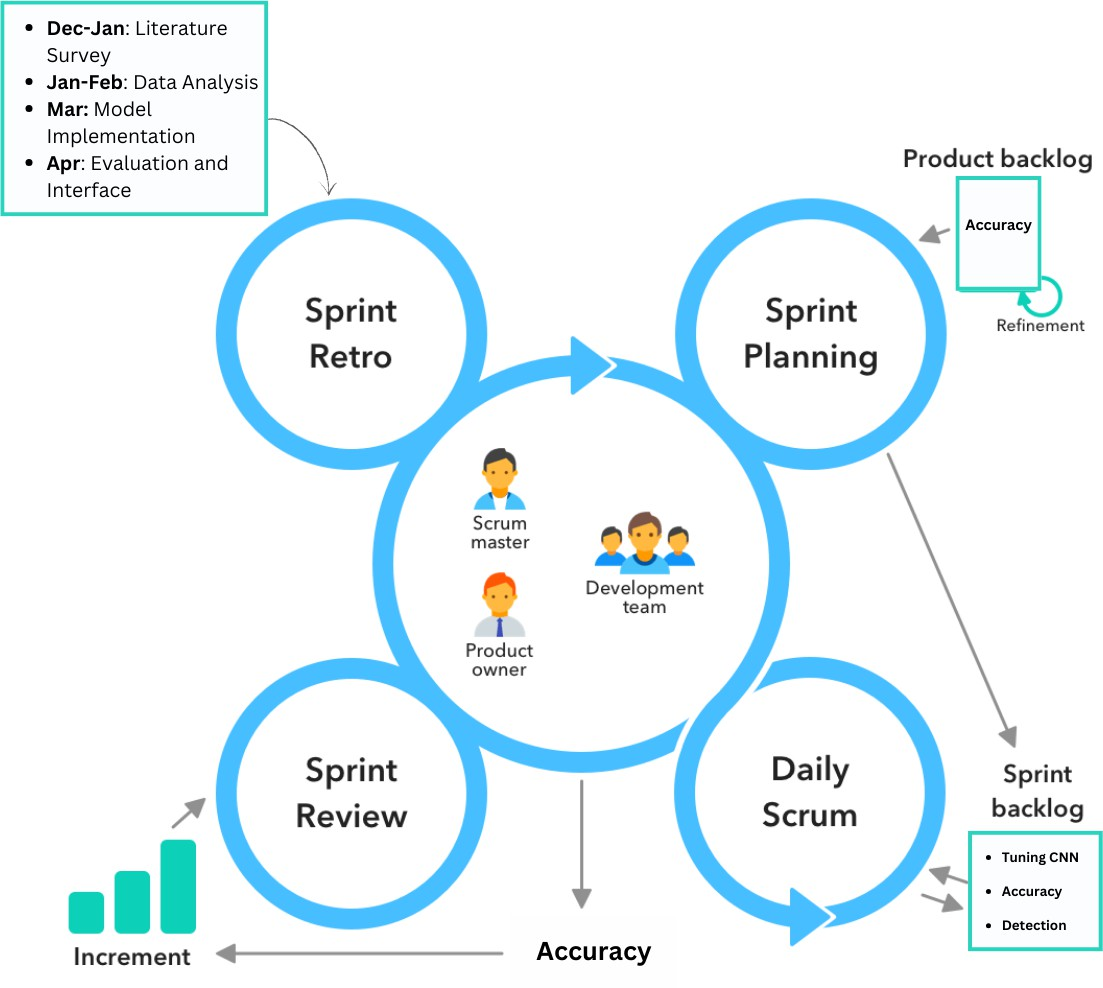 • Dec-Jan: Literature
Survey
• Jan-Feb: Data Analysis
• Mar: Model
Implementation
• Apr: Evaluation and
Interface
Product backlog
Accuracy
Refinement
Sprint
Retro
Sprint
Planning
Scrum
master
Development
team
Product
owner
Sprint
Review
Daily
Scrum
Sprint
backlog
• Tuning CNN
• Accuracy
• Detection
Increment
Accuracy